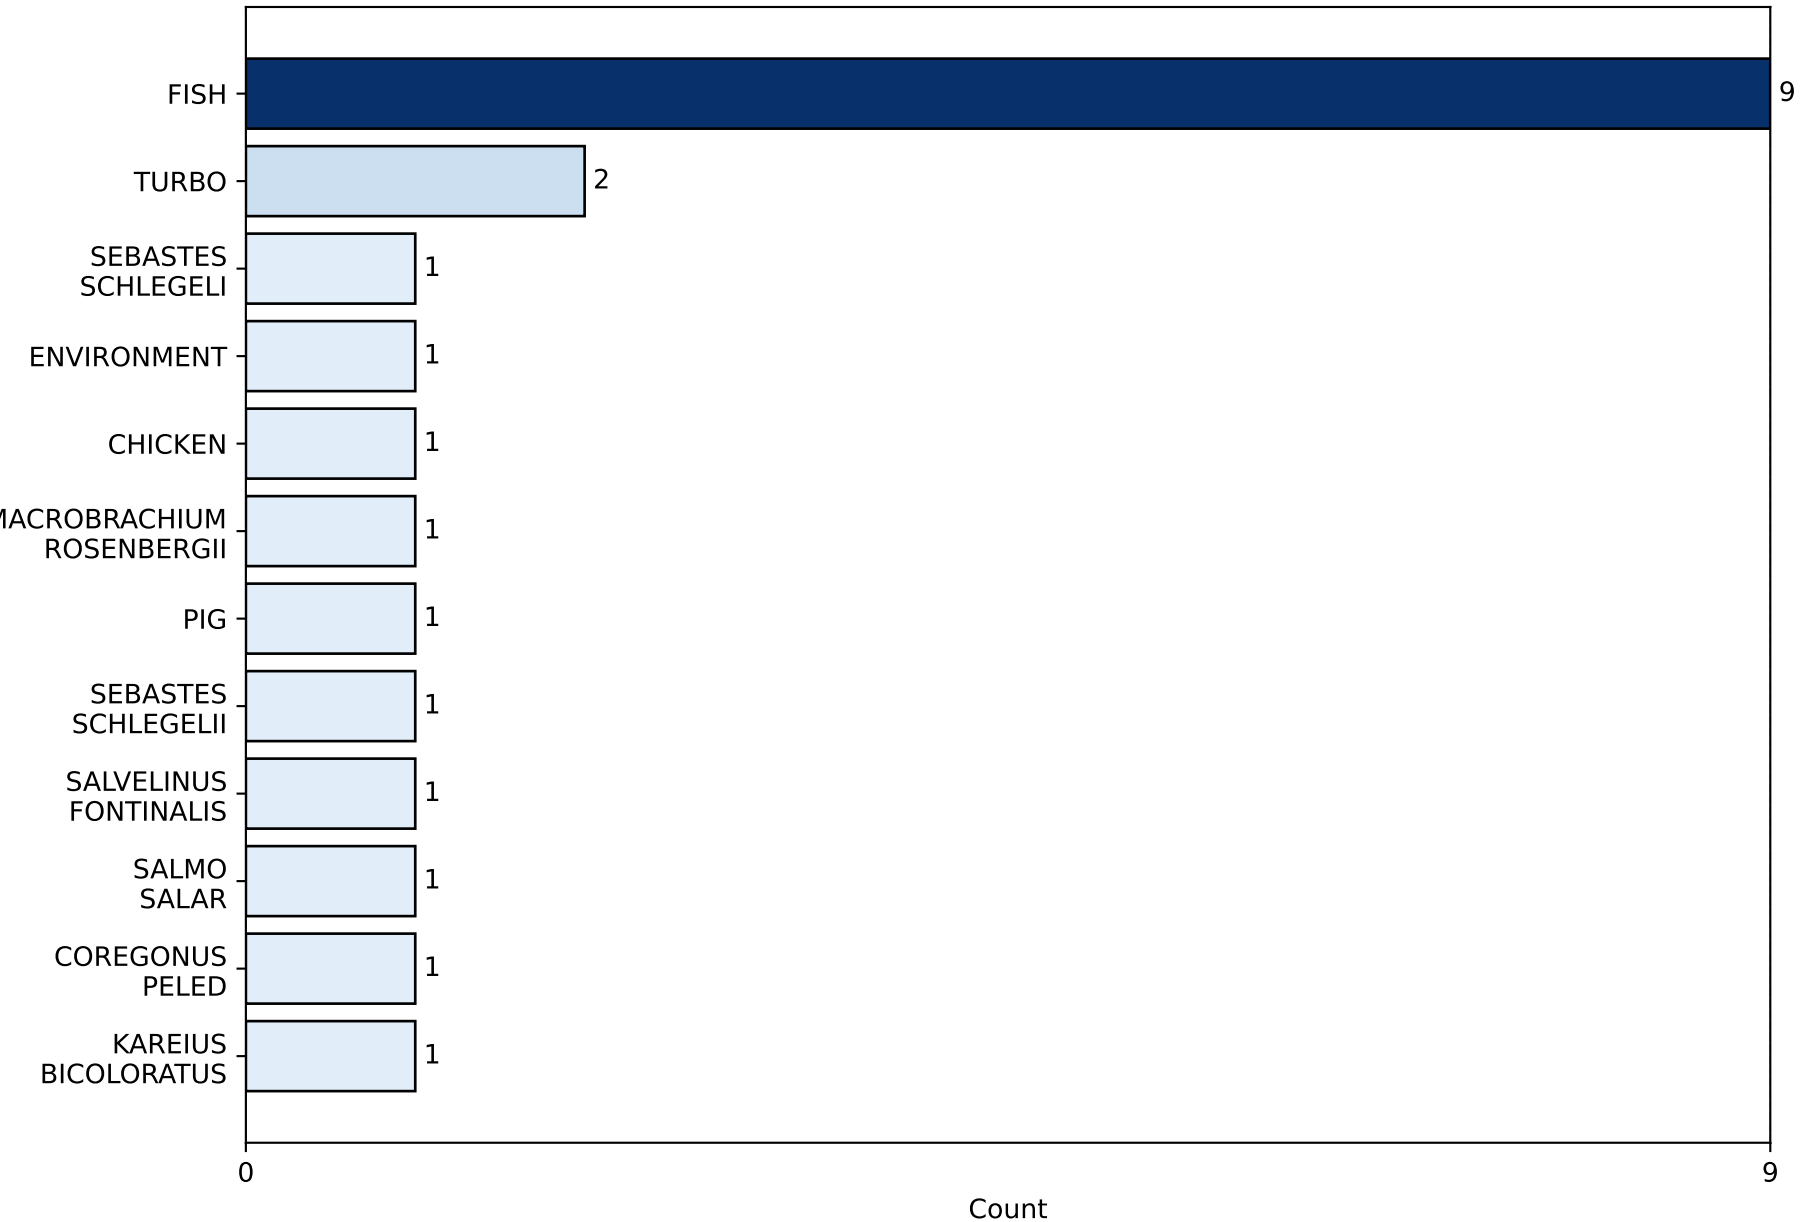 FISH
9
TURBO
2
SEBASTES
SCHLEGELI
1
ENVIRONMENT
1
CHICKEN
1
MACROBRACHIUM
ROSENBERGII
1
PIG
1
SEBASTES
SCHLEGELII
1
SALVELINUS
FONTINALIS
1
SALMO
SALAR
1
COREGONUS
PELED
1
KAREIUS
BICOLORATUS
1
0
9
Count